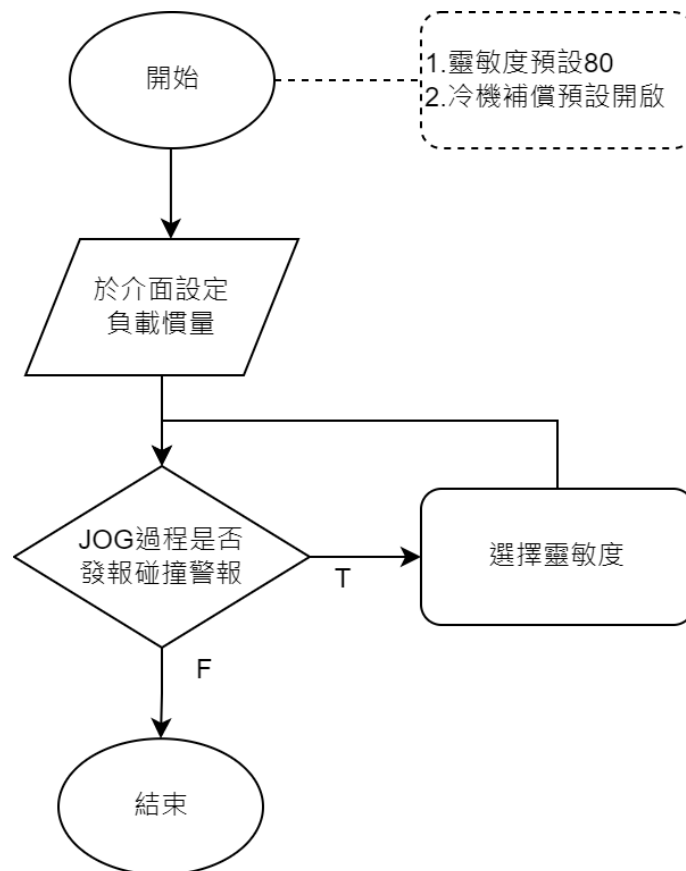 開始
1.靈敏度預設80
2.冷機補償預設開啟
於介面設定
負載慣量
JOG過程是否
發報碰撞警報
T
選擇靈敏度
F
結束